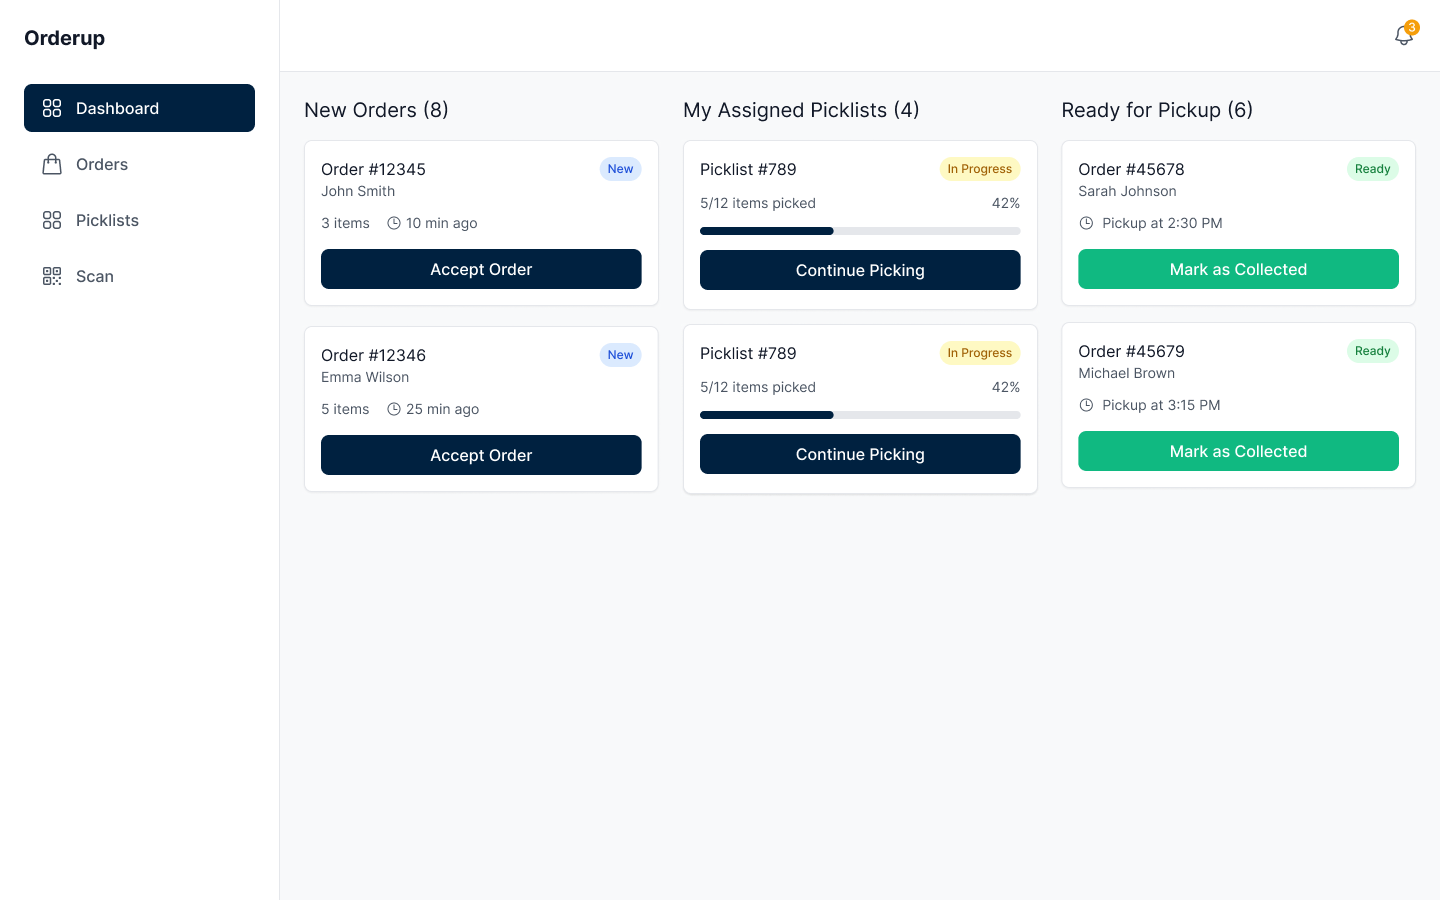 Orderup
Dashboard
Orders
Picklists
Scan
3
New Orders (8)
Order #12345
New
John Smith
3 items 10 min ago
Accept Order
Order #12346
New
Emma Wilson
5 items 25 min ago
Accept Order
My Assigned Picklists (4)
Picklist #789
In Progress
5/12 items picked 42%
Continue Picking
Picklist #789
In Progress
5/12 items picked 42%
Continue Picking
Ready for Pickup (6)
Order #45678
Ready
Sarah Johnson
Pickup at 2:30 PM
Mark as Collected
Order #45679
Ready
Michael Brown
Pickup at 3:15 PM
Mark as Collected